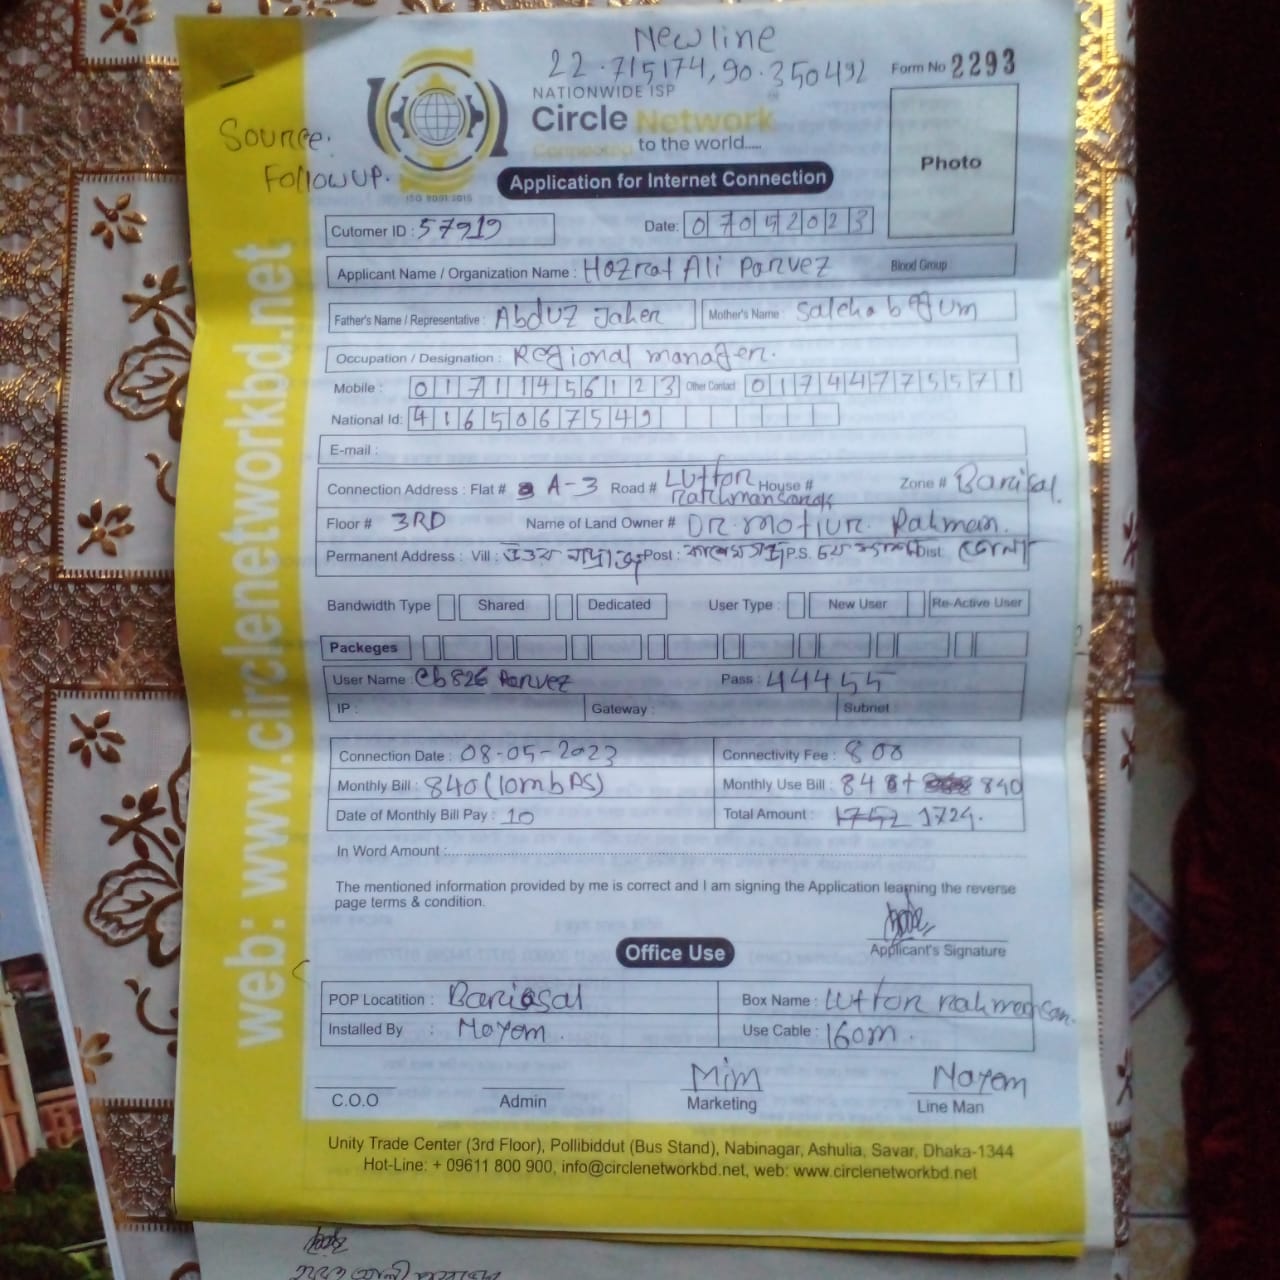 Newline
22.715174, 90.350492
Form No 2293
NATIONWIDE ISP
Circle Network
Connected to the world.....
Source:
Follow up.
ISO 9001:2015
Photo
Application for Internet Connection
Cutomer ID : 57919 Date: 07052023
Applicant Name / Organization Name : Hozrat Ali Parvez Blood Group
Father's Name / Representative : Abduz Jaher Mother's Name : Saleha begum
Occupation / Designation : Regional manager.
Mobile : 01711456123 Other Contact 01744775571
National Id: 4165067549
E-mail :
Connection Address : Flat # A-3 Road # Lutfor rahman sarak House # Zone # Barisal.
Floor # 3RD Name of Land Owner # DR. Motiur. Rahman.
Permanent Address : Vill : Post : P.S. Dist:
Bandwidth Type Shared Dedicated User Type : New User Re-Active User
Packeges
User Name : Cb826 Parvez Pass : 44455
IP : Gateway : Subnet
Connection Date : 08-05-2023 Connectivity Fee : 800
Monthly Bill : 840 (10mbps) Monthly Use Bill : 84 + 840
Date of Monthly Bill Pay : 10 Total Amount : 1752 1724.
In Word Amount :
The mentioned information provided by me is correct and I am signing the Application learning the reverse
page terms & condition.
Applicant's Signature
Office Use
POP Locatition : Bariasal Box Name : Lutfor rahman
Installed By : Nayem. Use Cable : 160m.
Mim Nayem
C.O.O Admin Marketing Line Man
Unity Trade Center (3rd Floor), Pollibiddut (Bus Stand), Nabinagar, Ashulia, Savar, Dhaka-1344
Hot-Line: + 09611 800 900, info@circlenetworkbd.net, web: www.circlenetworkbd.net
web: www.circlenetworkbd.net